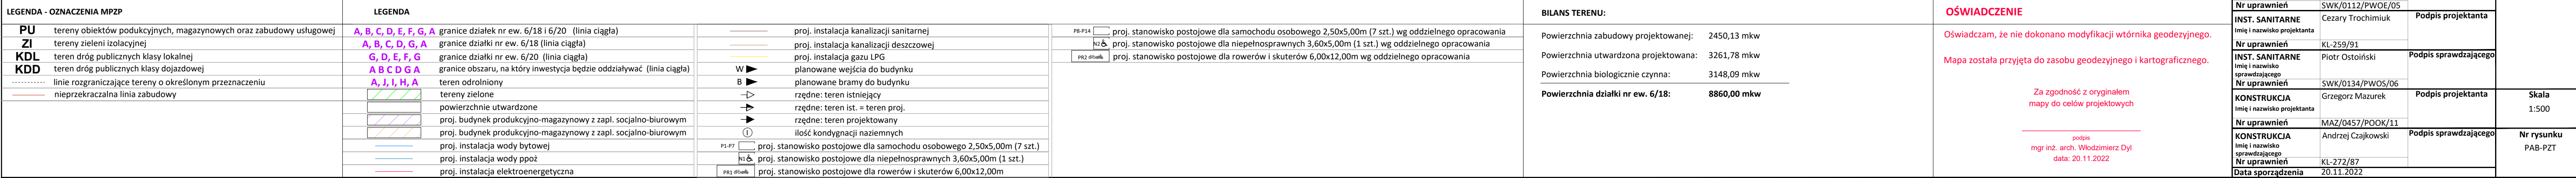 LEGENDA - OZNACZENIA MPZP
PU tereny obiektów podukcyjnych, magazynowych oraz zabudowy usługowej
ZI tereny zieleni izolacyjnej
KDL teren dróg publicznych klasy lokalnej
KDD teren dróg publicznych klasy dojazdowej
linie rozgraniczające tereny o określonym przeznaczeniu
nieprzekraczalna linia zabudowy
LEGENDA
A, B, C, D, E, F, G, A granice działek nr ew. 6/18 i 6/20 (linia ciągła)
A, B, C, D, G, A granice działki nr ew. 6/18 (linia ciągła)
G, D, E, F, G granice działki nr ew. 6/20 (linia ciągła)
A B C D G A granice obszaru, na który inwestycja będzie oddziaływać (linia ciągła)
A, J, I, H, A teren odrolniony
tereny zielone
powierzchnie utwardzone
proj. budynek produkcyjno-magazynowy z zapl. socjalno-biurowym
proj. budynek produkcyjno-magazynowy z zapl. socjalno-biurowym
proj. instalacja wody bytowej
proj. instalacja wody ppoż
proj. instalacja elektroenergetyczna
proj. instalacja kanalizacji sanitarnej
proj. instalacja kanalizacji deszczowej
proj. instalacja gazu LPG
W planowane wejścia do budynku
B planowane bramy do budynku
rzędne: teren istniejący
rzędne: teren ist. = teren proj.
rzędne: teren projektowany
I ilość kondygnacji naziemnych
P1-P7 proj. stanowisko postojowe dla samochodu osobowego 2,50x5,00m (7 szt.)
N1 proj. stanowisko postojowe dla niepełnosprawnych 3,60x5,00m (1 szt.)
PR1 proj. stanowisko postojowe dla rowerów i skuterów 6,00x12,00m
P8-P14 proj. stanowisko postojowe dla samochodu osobowego 2,50x5,00m (7 szt.) wg oddzielnego opracowania
N2 proj. stanowisko postojowe dla niepełnosprawnych 3,60x5,00m (1 szt.) wg oddzielnego opracowania
PR2 proj. stanowisko postojowe dla rowerów i skuterów 6,00x12,00m wg oddzielnego opracowania
BILANS TERENU:
Powierzchnia zabudowy projektowanej: 2450,13 mkw
Powierzchnia utwardzona projektowana: 3261,78 mkw
Powierzchnia biologicznie czynna: 3148,09 mkw
Powierzchnia działki nr ew. 6/18: 8860,00 mkw
OŚWIADCZENIE
Oświadczam, że nie dokonano modyfikacji wtórnika geodezyjnego.
Mapa została przyjęta do zasobu geodezyjnego i kartograficznego.
Za zgodność z oryginałem
mapy do celów projektowych
podpis
mgr inż. arch. Włodzimierz Dyl
data: 20.11.2022
Nr uprawnień SWK/0112/PWOE/05
INST. SANITARNE Cezary Trochimiuk Podpis projektanta
Imię i nazwisko projektanta
Nr uprawnień KL-259/91
INST. SANITARNE Piotr Ostoiński Podpis sprawdzającego
Imię i nazwisko
sprawdzającego
Nr uprawnień SWK/0134/PWOS/06
KONSTRUKCJA Grzegorz Mazurek Podpis projektanta
Imię i nazwisko projektanta
Nr uprawnień MAZ/0457/POOK/11
KONSTRUKCJA Andrzej Czajkowski Podpis sprawdzającego
Imię i nazwisko
sprawdzającego
Nr uprawnień KL-272/87
Data sporządzenia 20.11.2022
Skala
1:500
Nr rysunku
PAB-PZT